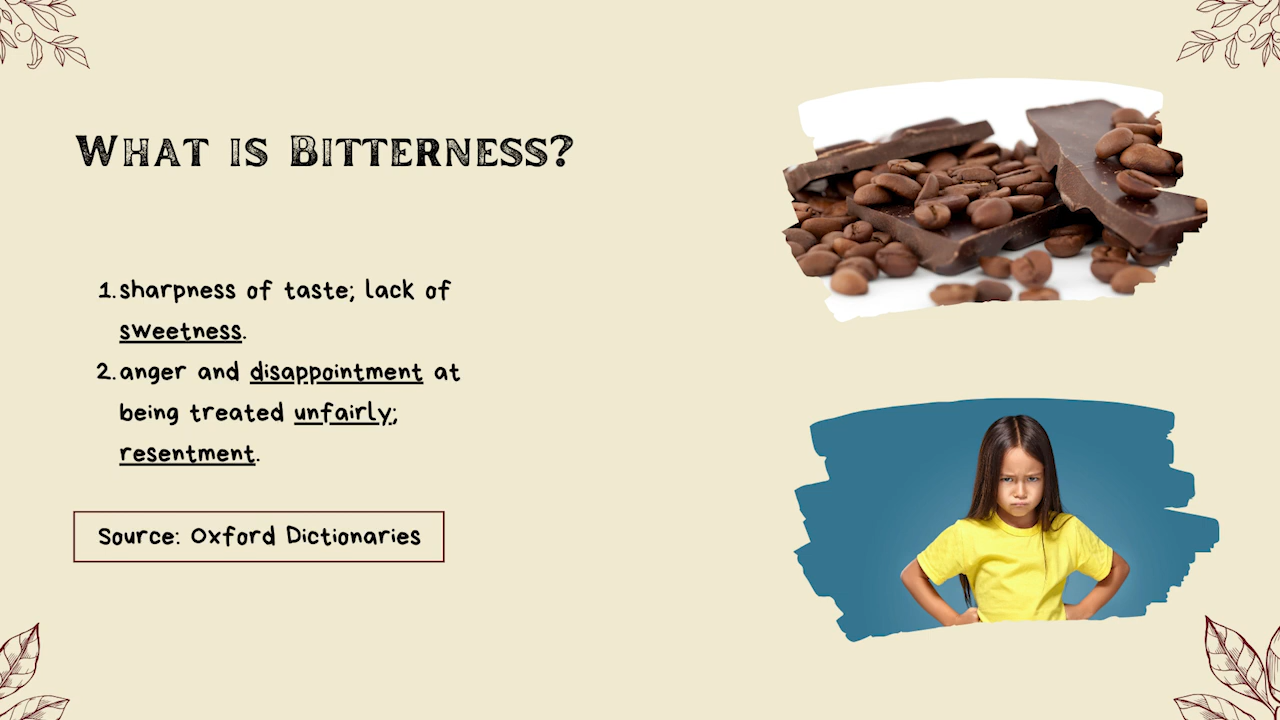 What is Bitterness?
1. sharpness of taste; lack of
sweetness.
2. anger and disappointment at
being treated unfairly;
resentment.
Source: Oxford Dictionaries